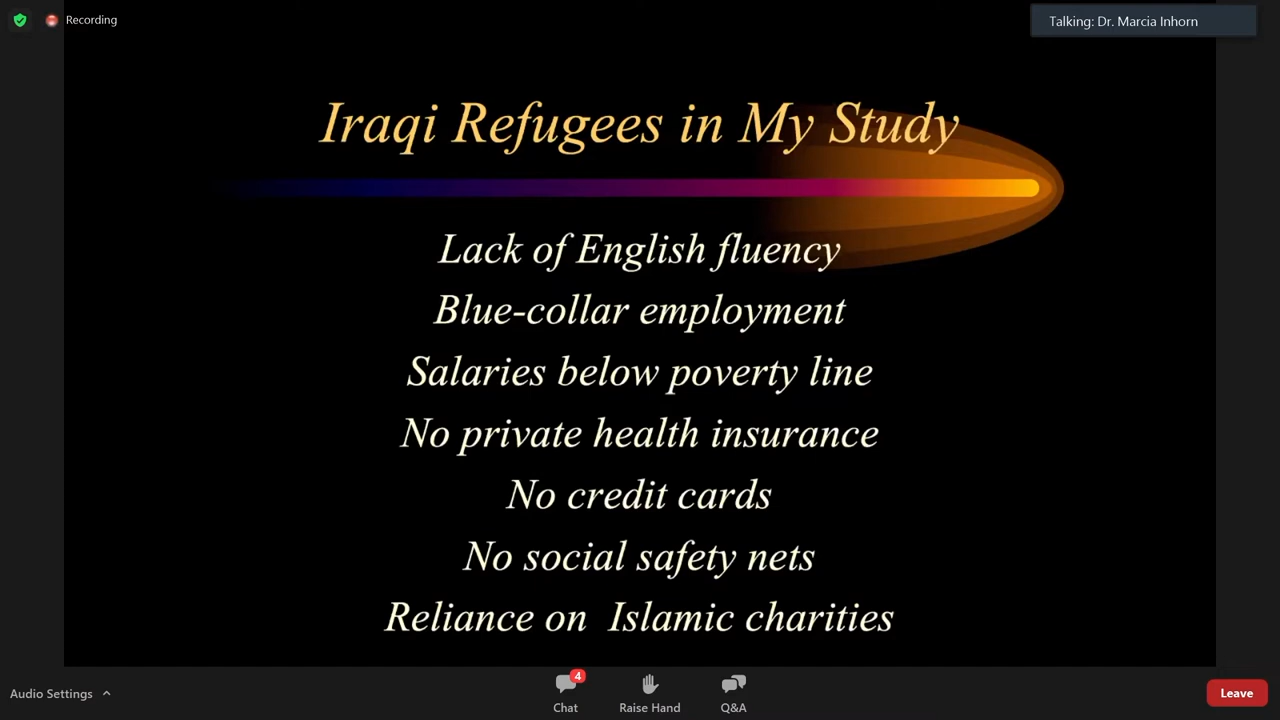 Recording
Talking: Dr. Marcia Inhorn
Iraqi Refugees in My Study
Lack of English fluency
Blue-collar employment
Salaries below poverty line
No private health insurance
No credit cards
No social safety nets
Reliance on  Islamic charities
4
Audio Settings
Chat
Raise Hand
Q&A
Leave